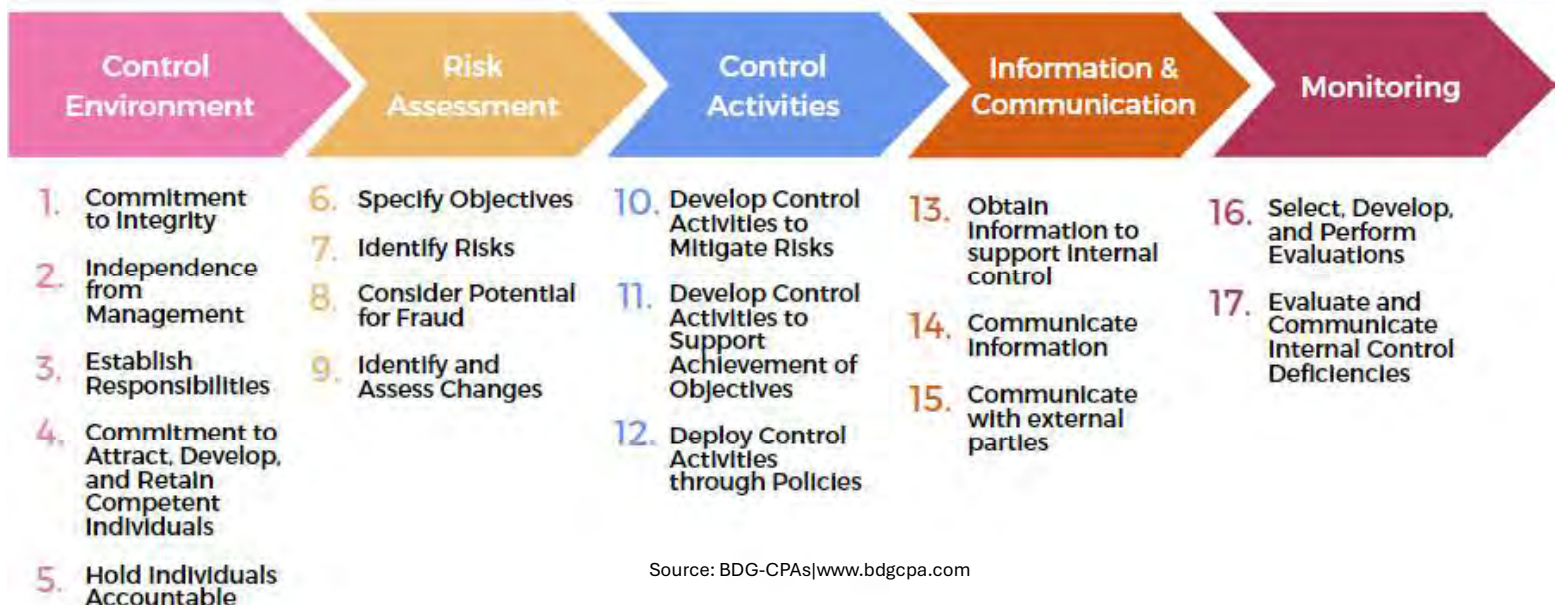 Control
Environment
Risk
Assessment
Control
Activities
Information &
Communication
Monitoring
1. Commitment
to Integrity
2. Independence
from
Management
3. Establish
Responsibilities
4. Commitment to
Attract, Develop,
and Retain
Competent
Individuals
5. Hold Individuals
Accountable
6. Specify Objectives
7. Identify Risks
8. Consider Potential
for Fraud
9. Identify and
Assess Changes
10. Develop Control
Activities to
Mitigate Risks
11. Develop Control
Activities to
Support
Achievement of
Objectives
12. Deploy Control
Activities
through Policies
13. Obtain
Information to
support internal
control
14. Communicate
Information
15. Communicate
with external
parties
16. Select, Develop,
and Perform
Evaluations
17. Evaluate and
Communicate
Internal Control
Deficiencies
Source: BDG-CPAs|www.bdgcpa.com